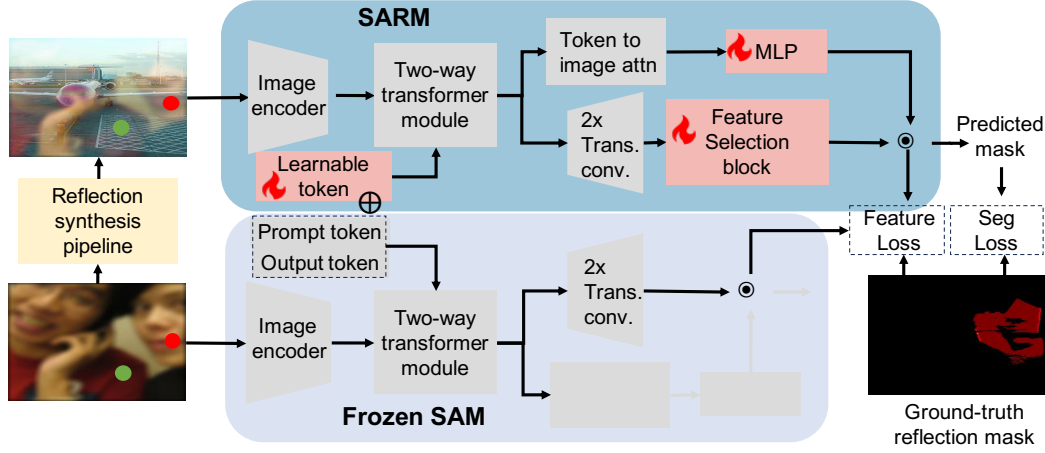 SARM
Image
encoder
Two-way
transformer
module
Token to
image attn
MLP
2x
Trans.
conv.
Feature
Selection
block
Learnable
token
Predicted
mask
Reflection
synthesis
pipeline
Prompt token
Output token
Feature
Loss
Seg
Loss
Image
encoder
Two-way
transformer
module
2x
Trans.
conv.
Frozen SAM
Ground-truth
reflection mask